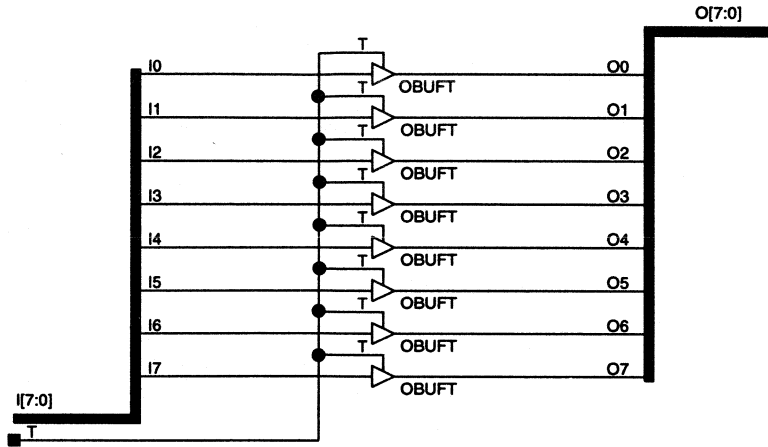 O[7:0]
T
I0 O0
OBUFT
T
I1 O1
OBUFT
T
I2 O2
OBUFT
T
I3 O3
OBUFT
T
I4 O4
OBUFT
T
I5 O5
OBUFT
T
I6 O6
OBUFT
T
I7 O7
OBUFT
I[7:0]
T